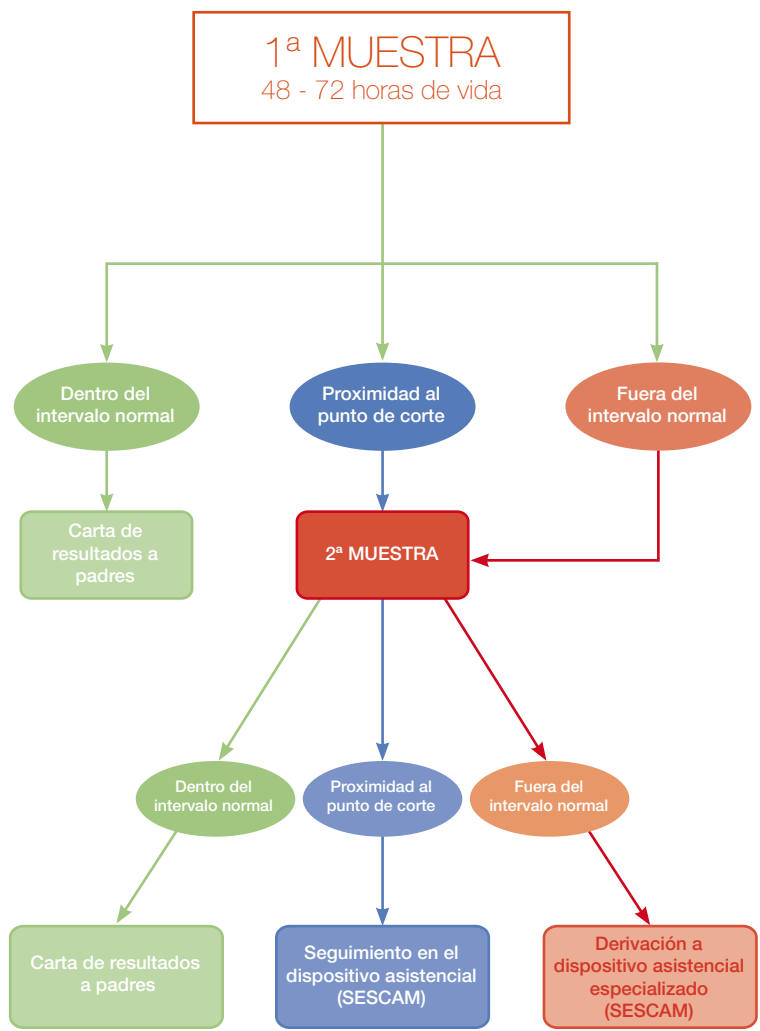 1ª MUESTRA
48 - 72 horas de vida
Dentro del
intervalo normal
Proximidad al
punto de corte
Fuera del
intervalo normal
Carta de
resultados a
padres
2ª MUESTRA
Dentro del
intervalo normal
Proximidad al
punto de corte
Fuera del
intervalo normal
Carta de resultados
a padres
Seguimiento en el
dispositivo asistencial
(SESCAM)
Derivación a
dispositivo asistencial
especializado
(SESCAM)